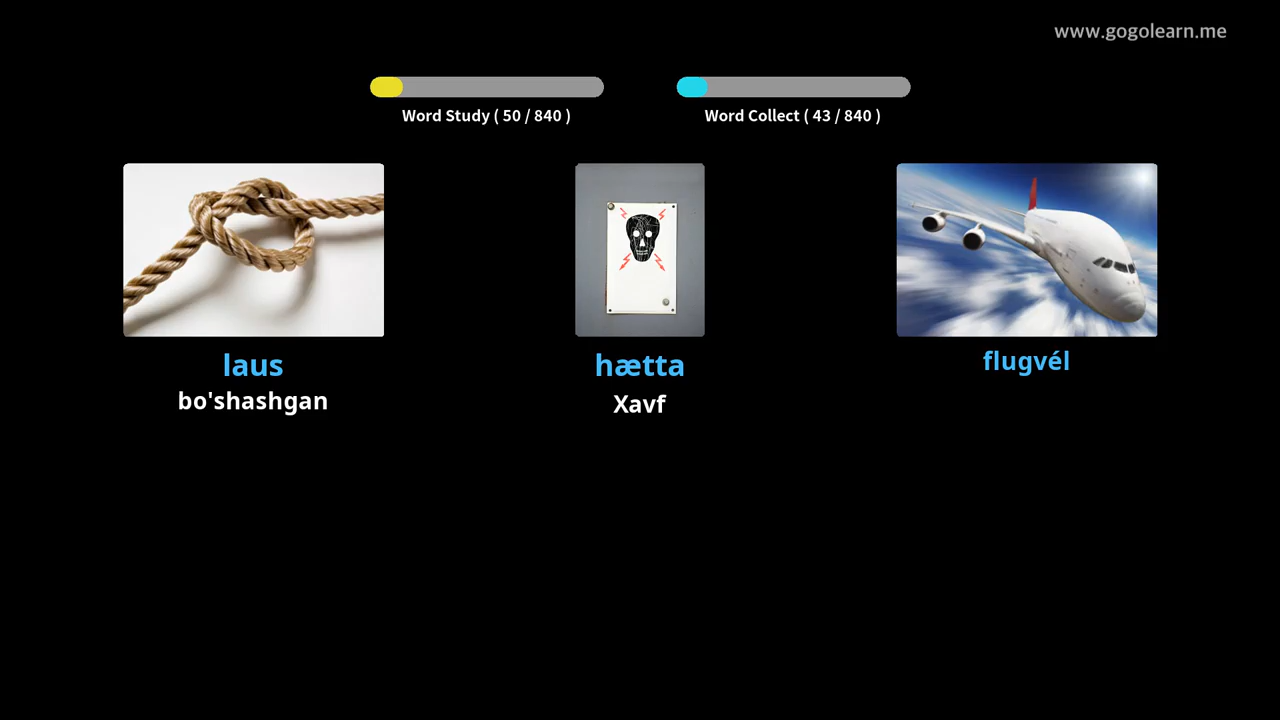 www.gogolearn.me
Word Study ( 50 / 840 )
Word Collect ( 43 / 840 )
laus
hætta
flugvél
bo'shashgan
Xavf